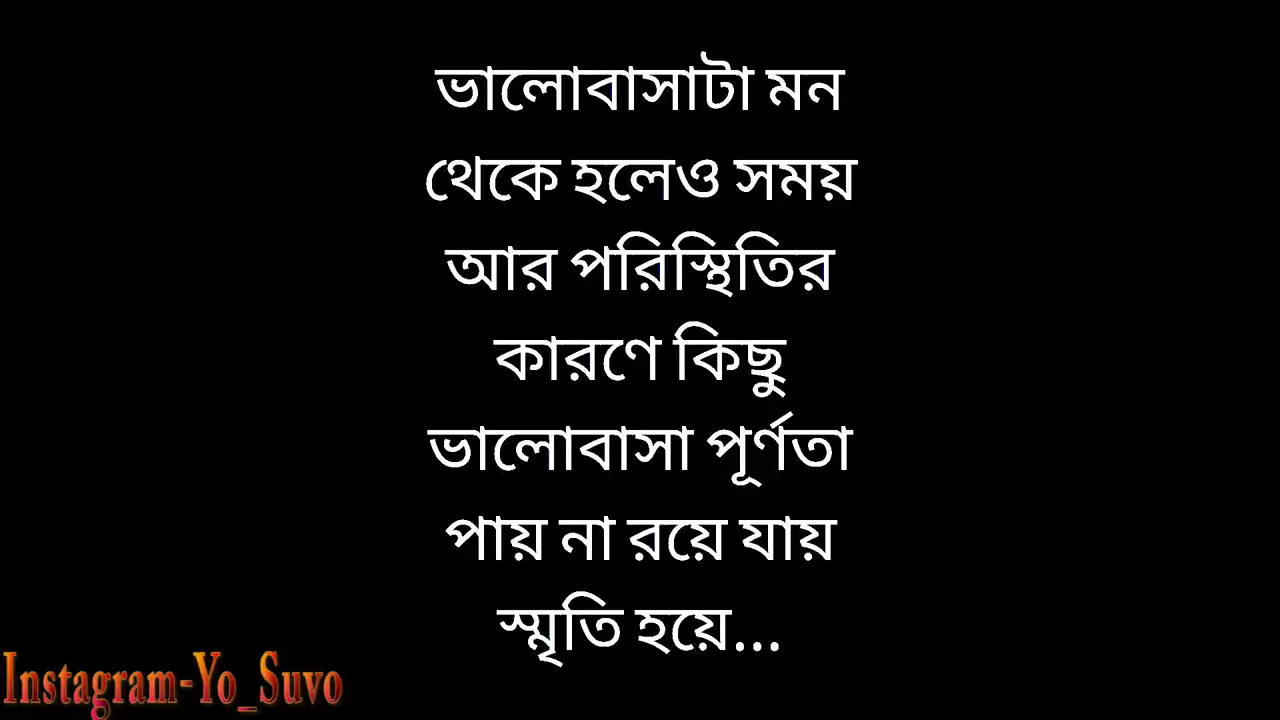 ভালোবাসাটা মন
থেকে হলেও সময়
আর পরিস্থিতির
কারণে কিছু
ভালোবাসা পূর্ণতা
পায় না রয়ে যায়
স্মৃতি হয়ে...
Instagram-Yo_Suvo